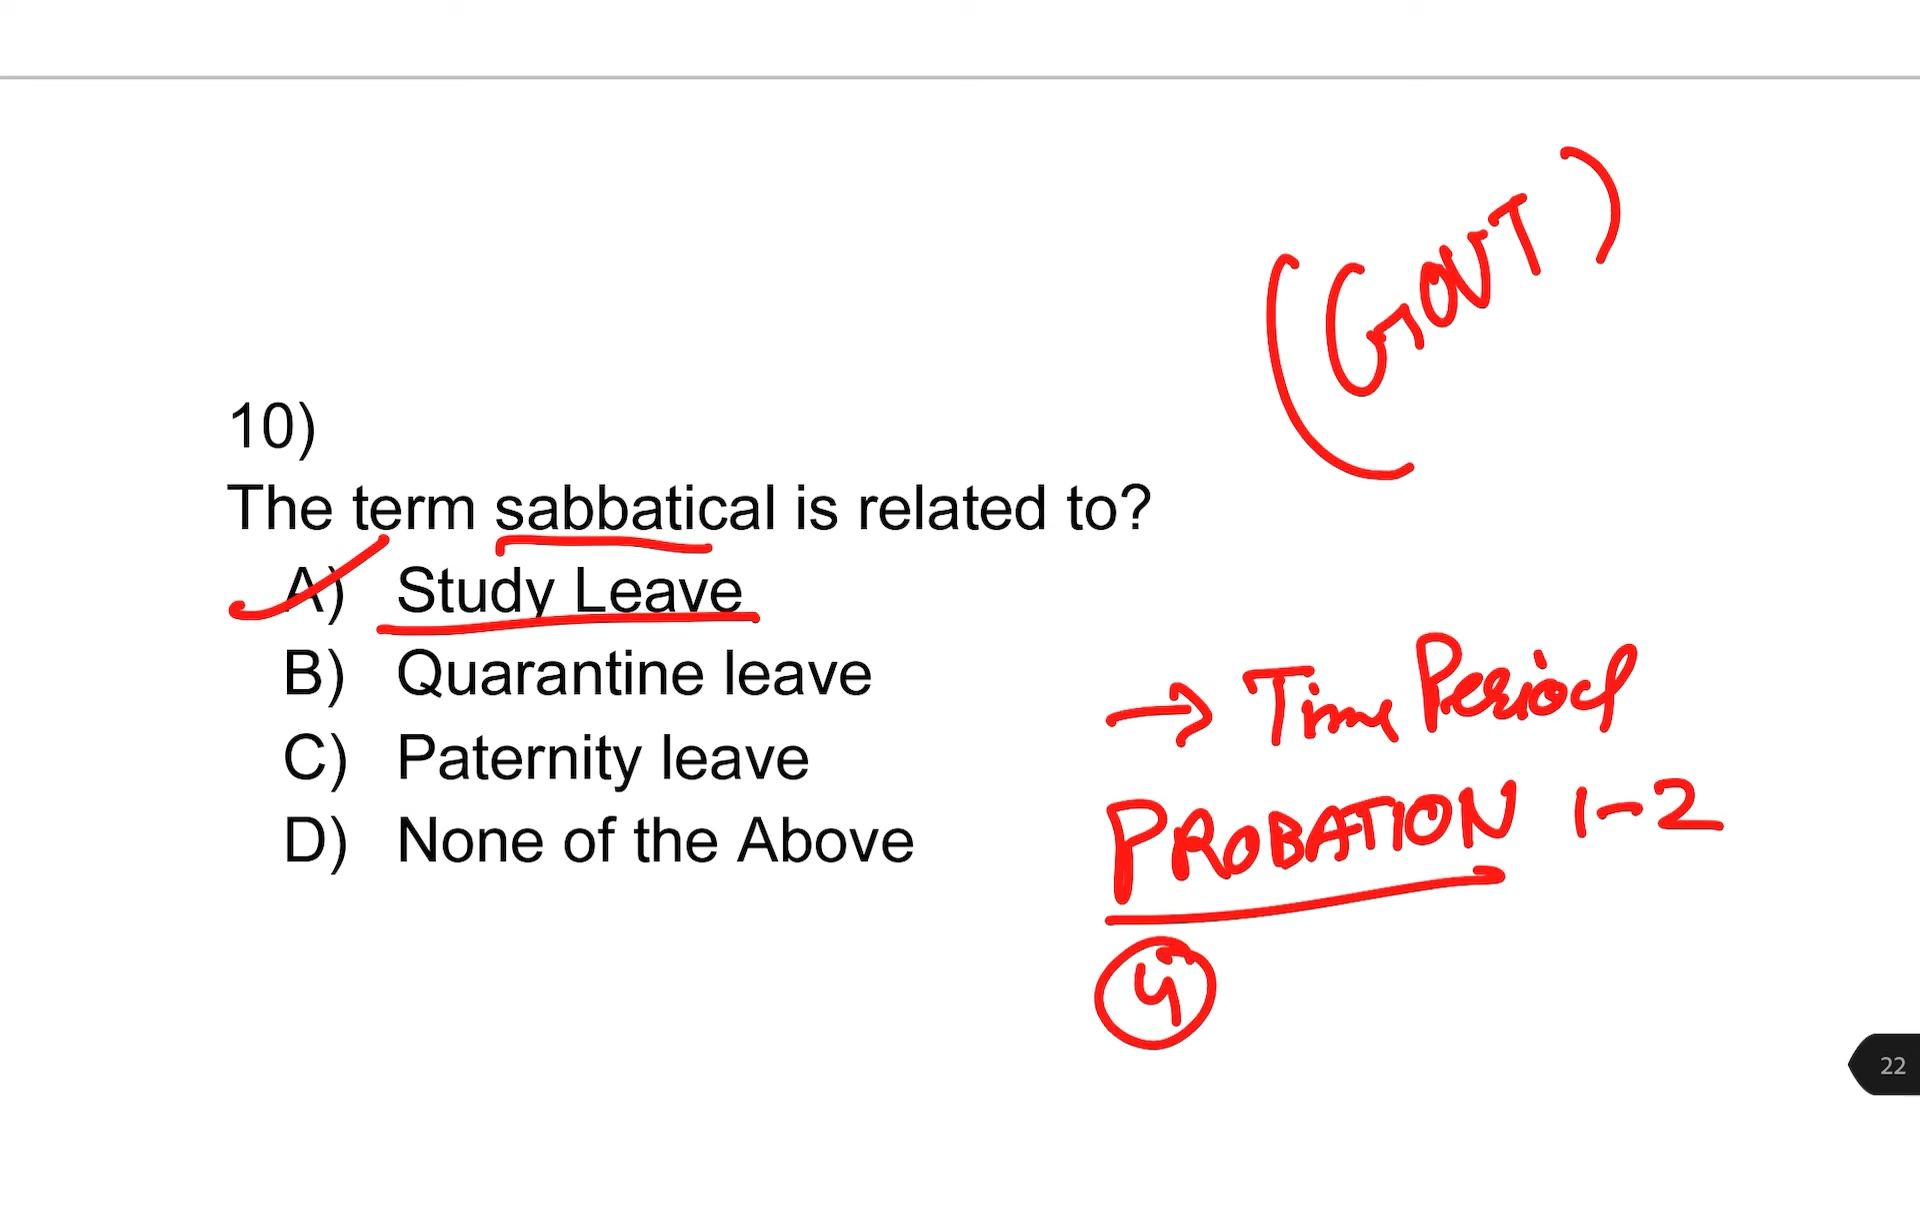 (GOVT)
10)
The term sabbatical is related to?
A) Study Leave
B) Quarantine leave
C) Paternity leave
D) None of the Above
→ Time Period
PROBATION 1-2
4
22